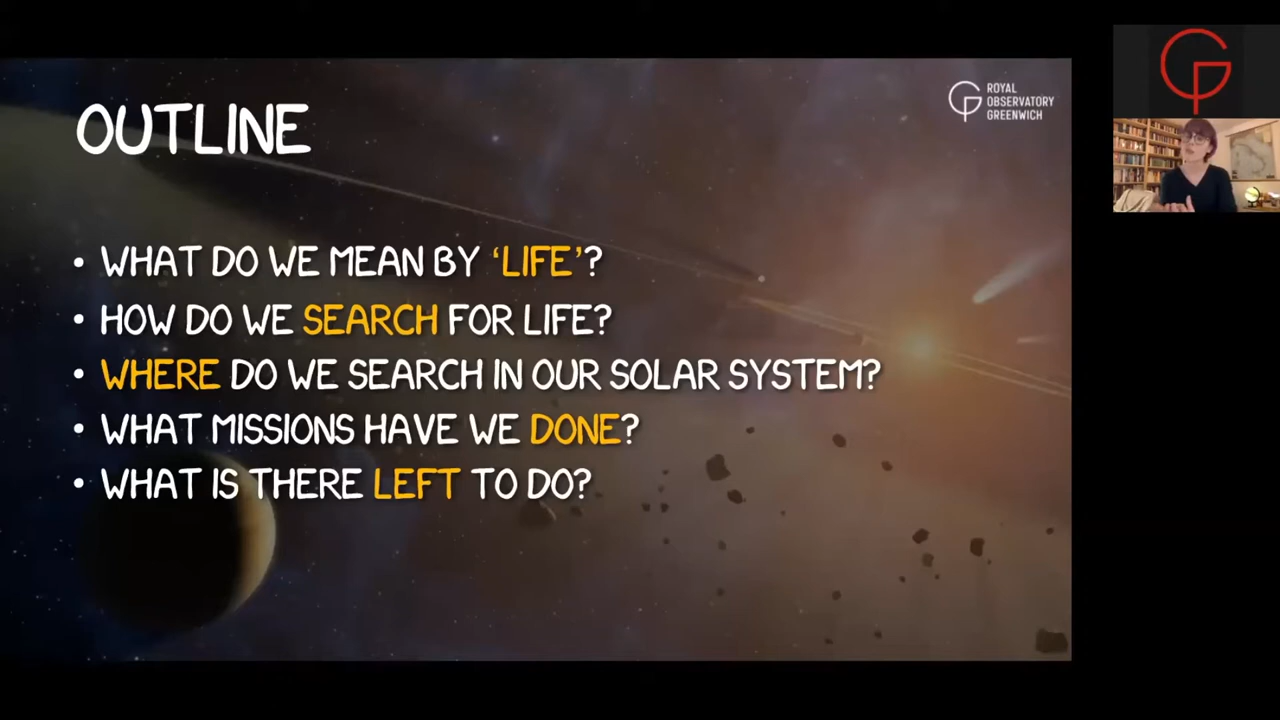 OUTLINE
ROYAL
OBSERVATORY
GREENWICH
• WHAT DO WE MEAN BY ‘LIFE’?
• HOW DO WE SEARCH FOR LIFE?
• WHERE DO WE SEARCH IN OUR SOLAR SYSTEM?
• WHAT MISSIONS HAVE WE DONE?
• WHAT IS THERE LEFT TO DO?